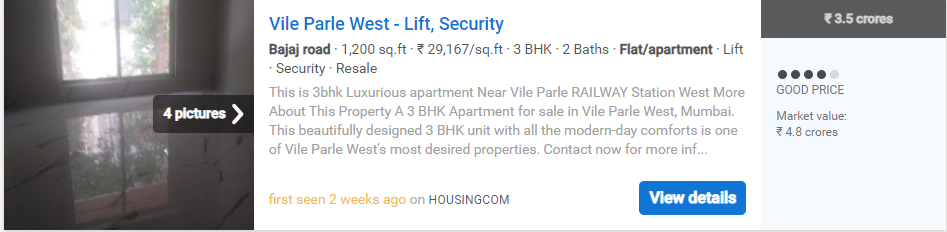 Vile Parle West - Lift, Security
Bajaj road · 1,200 sq.ft · ₹ 29,167/sq.ft · 3 BHK · 2 Baths · Flat/apartment · Lift
· Security · Resale
This is 3bhk Luxurious apartment Near Vile Parle RAILWAY Station West More
About This Property A 3 BHK Apartment for sale in Vile Parle West, Mumbai.
This beautifully designed 3 BHK unit with all the modern-day comforts is one
of Vile Parle West's most desired properties. Contact now for more inf...
4 pictures
first seen 2 weeks ago on HOUSINGCOM
View details
₹ 3.5 crores
GOOD PRICE
Market value:
₹ 4.8 crores